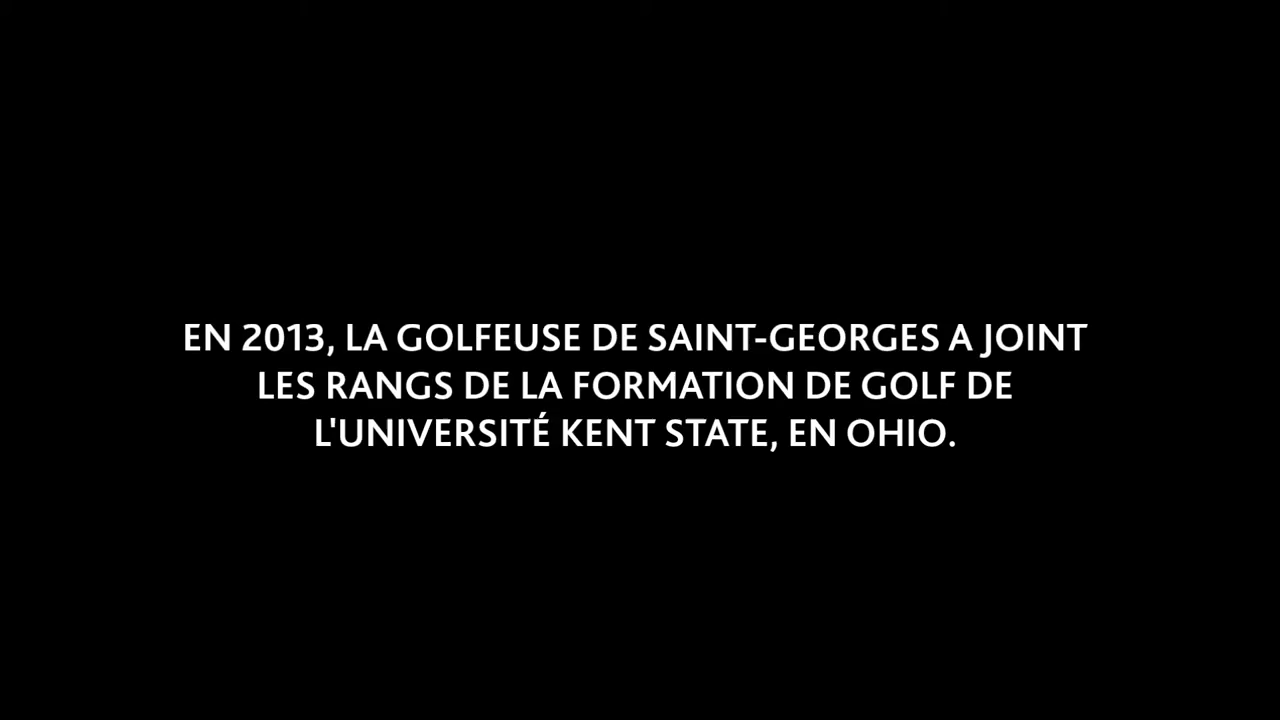 EN 2013, LA GOLFEUSE DE SAINT-GEORGES A JOINT
LES RANGS DE LA FORMATION DE GOLF DE
L'UNIVERSITÉ KENT STATE, EN OHIO.